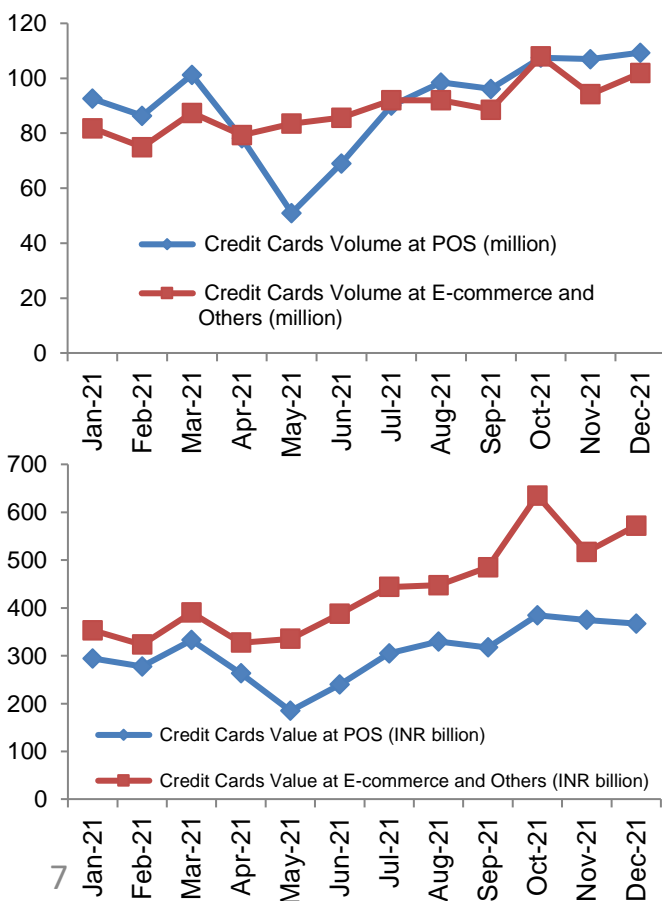 120
100
80
60
40
20
0
Credit Cards Volume at POS (million)
Credit Cards Volume at E-commerce and
Others (million)
Jan-21
Feb-21
Mar-21
Apr-21
May-21
Jun-21
Jul-21
Aug-21
Sep-21
Oct-21
Nov-21
Dec-21
700
600
500
400
300
200
100
0
Credit Cards Value at POS (INR billion)
Credit Cards Value at E-commerce and Others (INR billion)
Jan-21
Feb-21
Mar-21
Apr-21
May-21
Jun-21
Jul-21
Aug-21
Sep-21
Oct-21
Nov-21
Dec-21
7